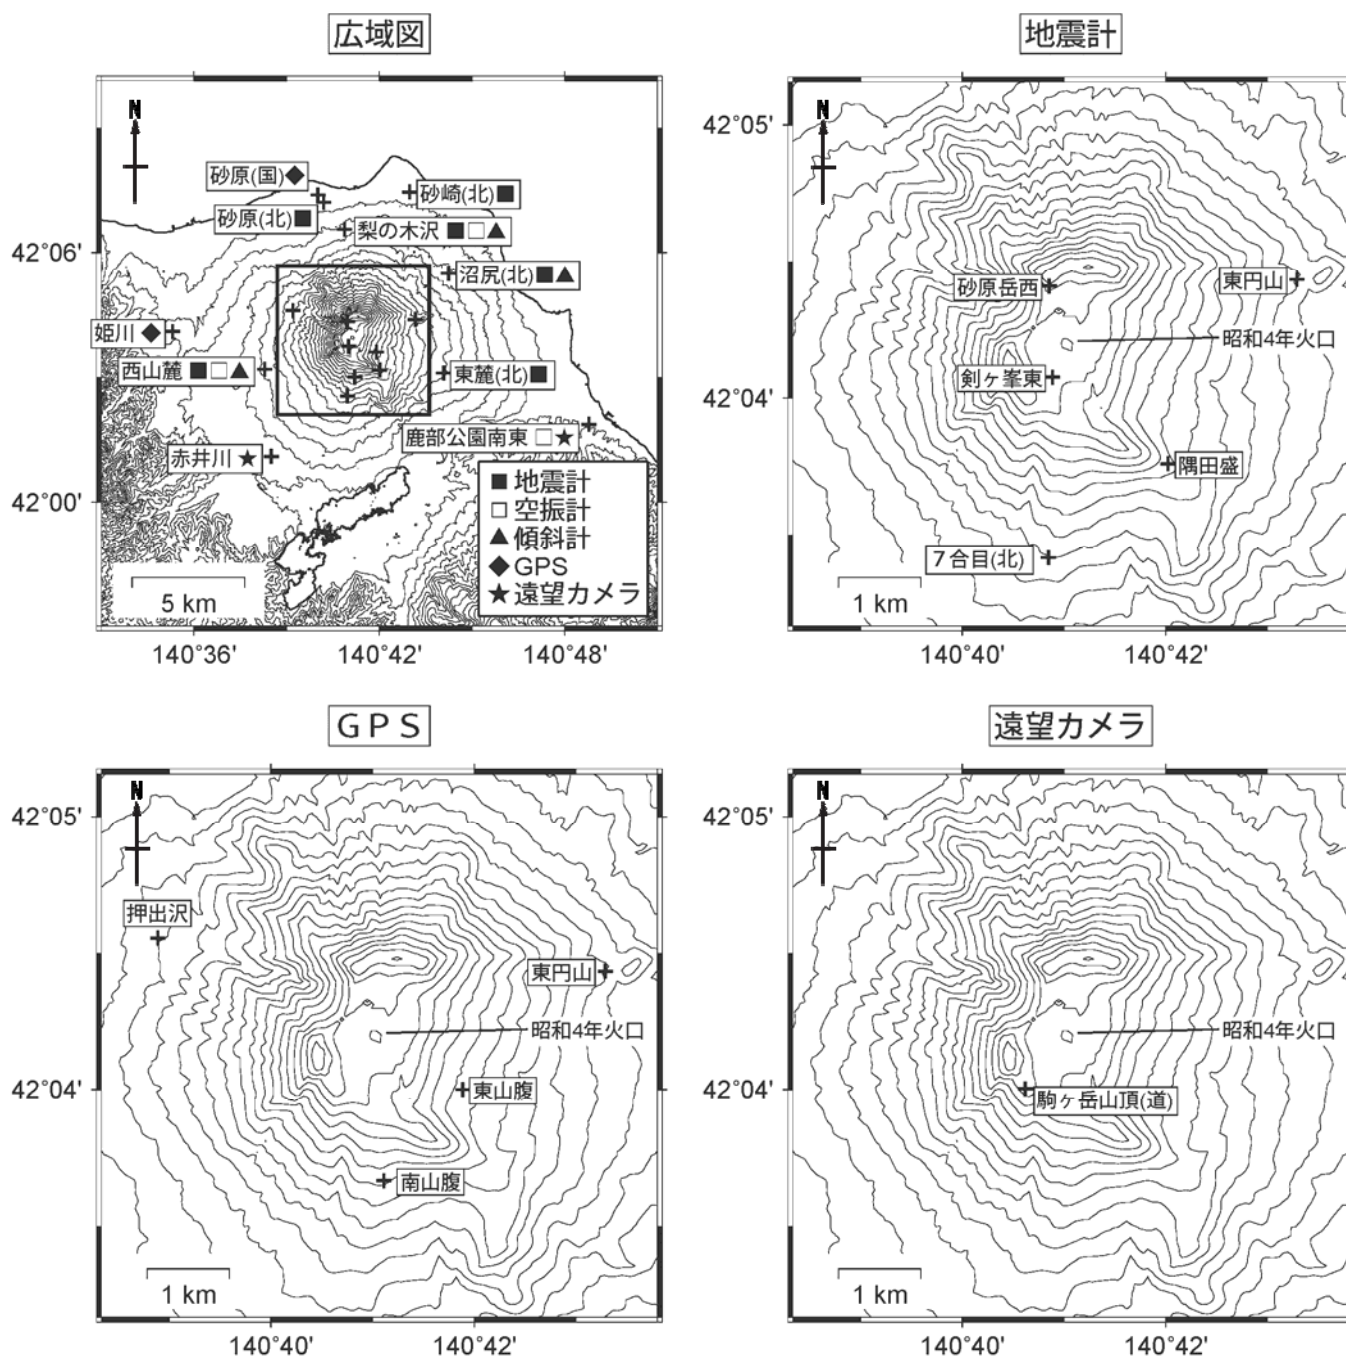 広域図
N
砂原(国)◆
砂崎(北)■
砂原(北)■
梨の木沢 ■□▲
42°06'
沼尻(北)■▲
姫川 ◆
西山麓 ■□▲
東麓(北)■
鹿部公園南東 □★
赤井川 ★
42°00'
■ 地震計
□ 空振計
▲ 傾斜計
◆ GPS
★ 遠望カメラ
5 km
140°36'
140°42'
140°48'
地震計
N
42°05'
砂原岳西
東円山
昭和4年火口
剣ヶ峯東
42°04'
隅田盛
7合目(北)
1 km
140°40'
140°42'
GPS
N
42°05'
押出沢
東円山
昭和4年火口
42°04'
東山腹
南山腹
1 km
140°40'
140°42'
遠望カメラ
N
42°05'
昭和4年火口
42°04'
駒ヶ岳山頂(道)
1 km
140°40'
140°42'